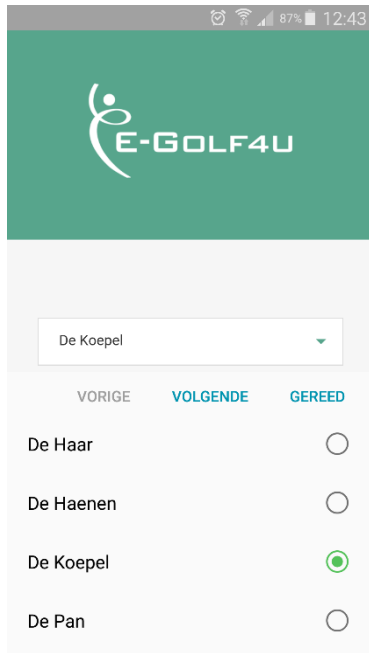 87% 12:43
E-GOLF4U
De Koepel
VORIGE VOLGENDE GEREED
De Haar
De Haenen
De Koepel
De Pan